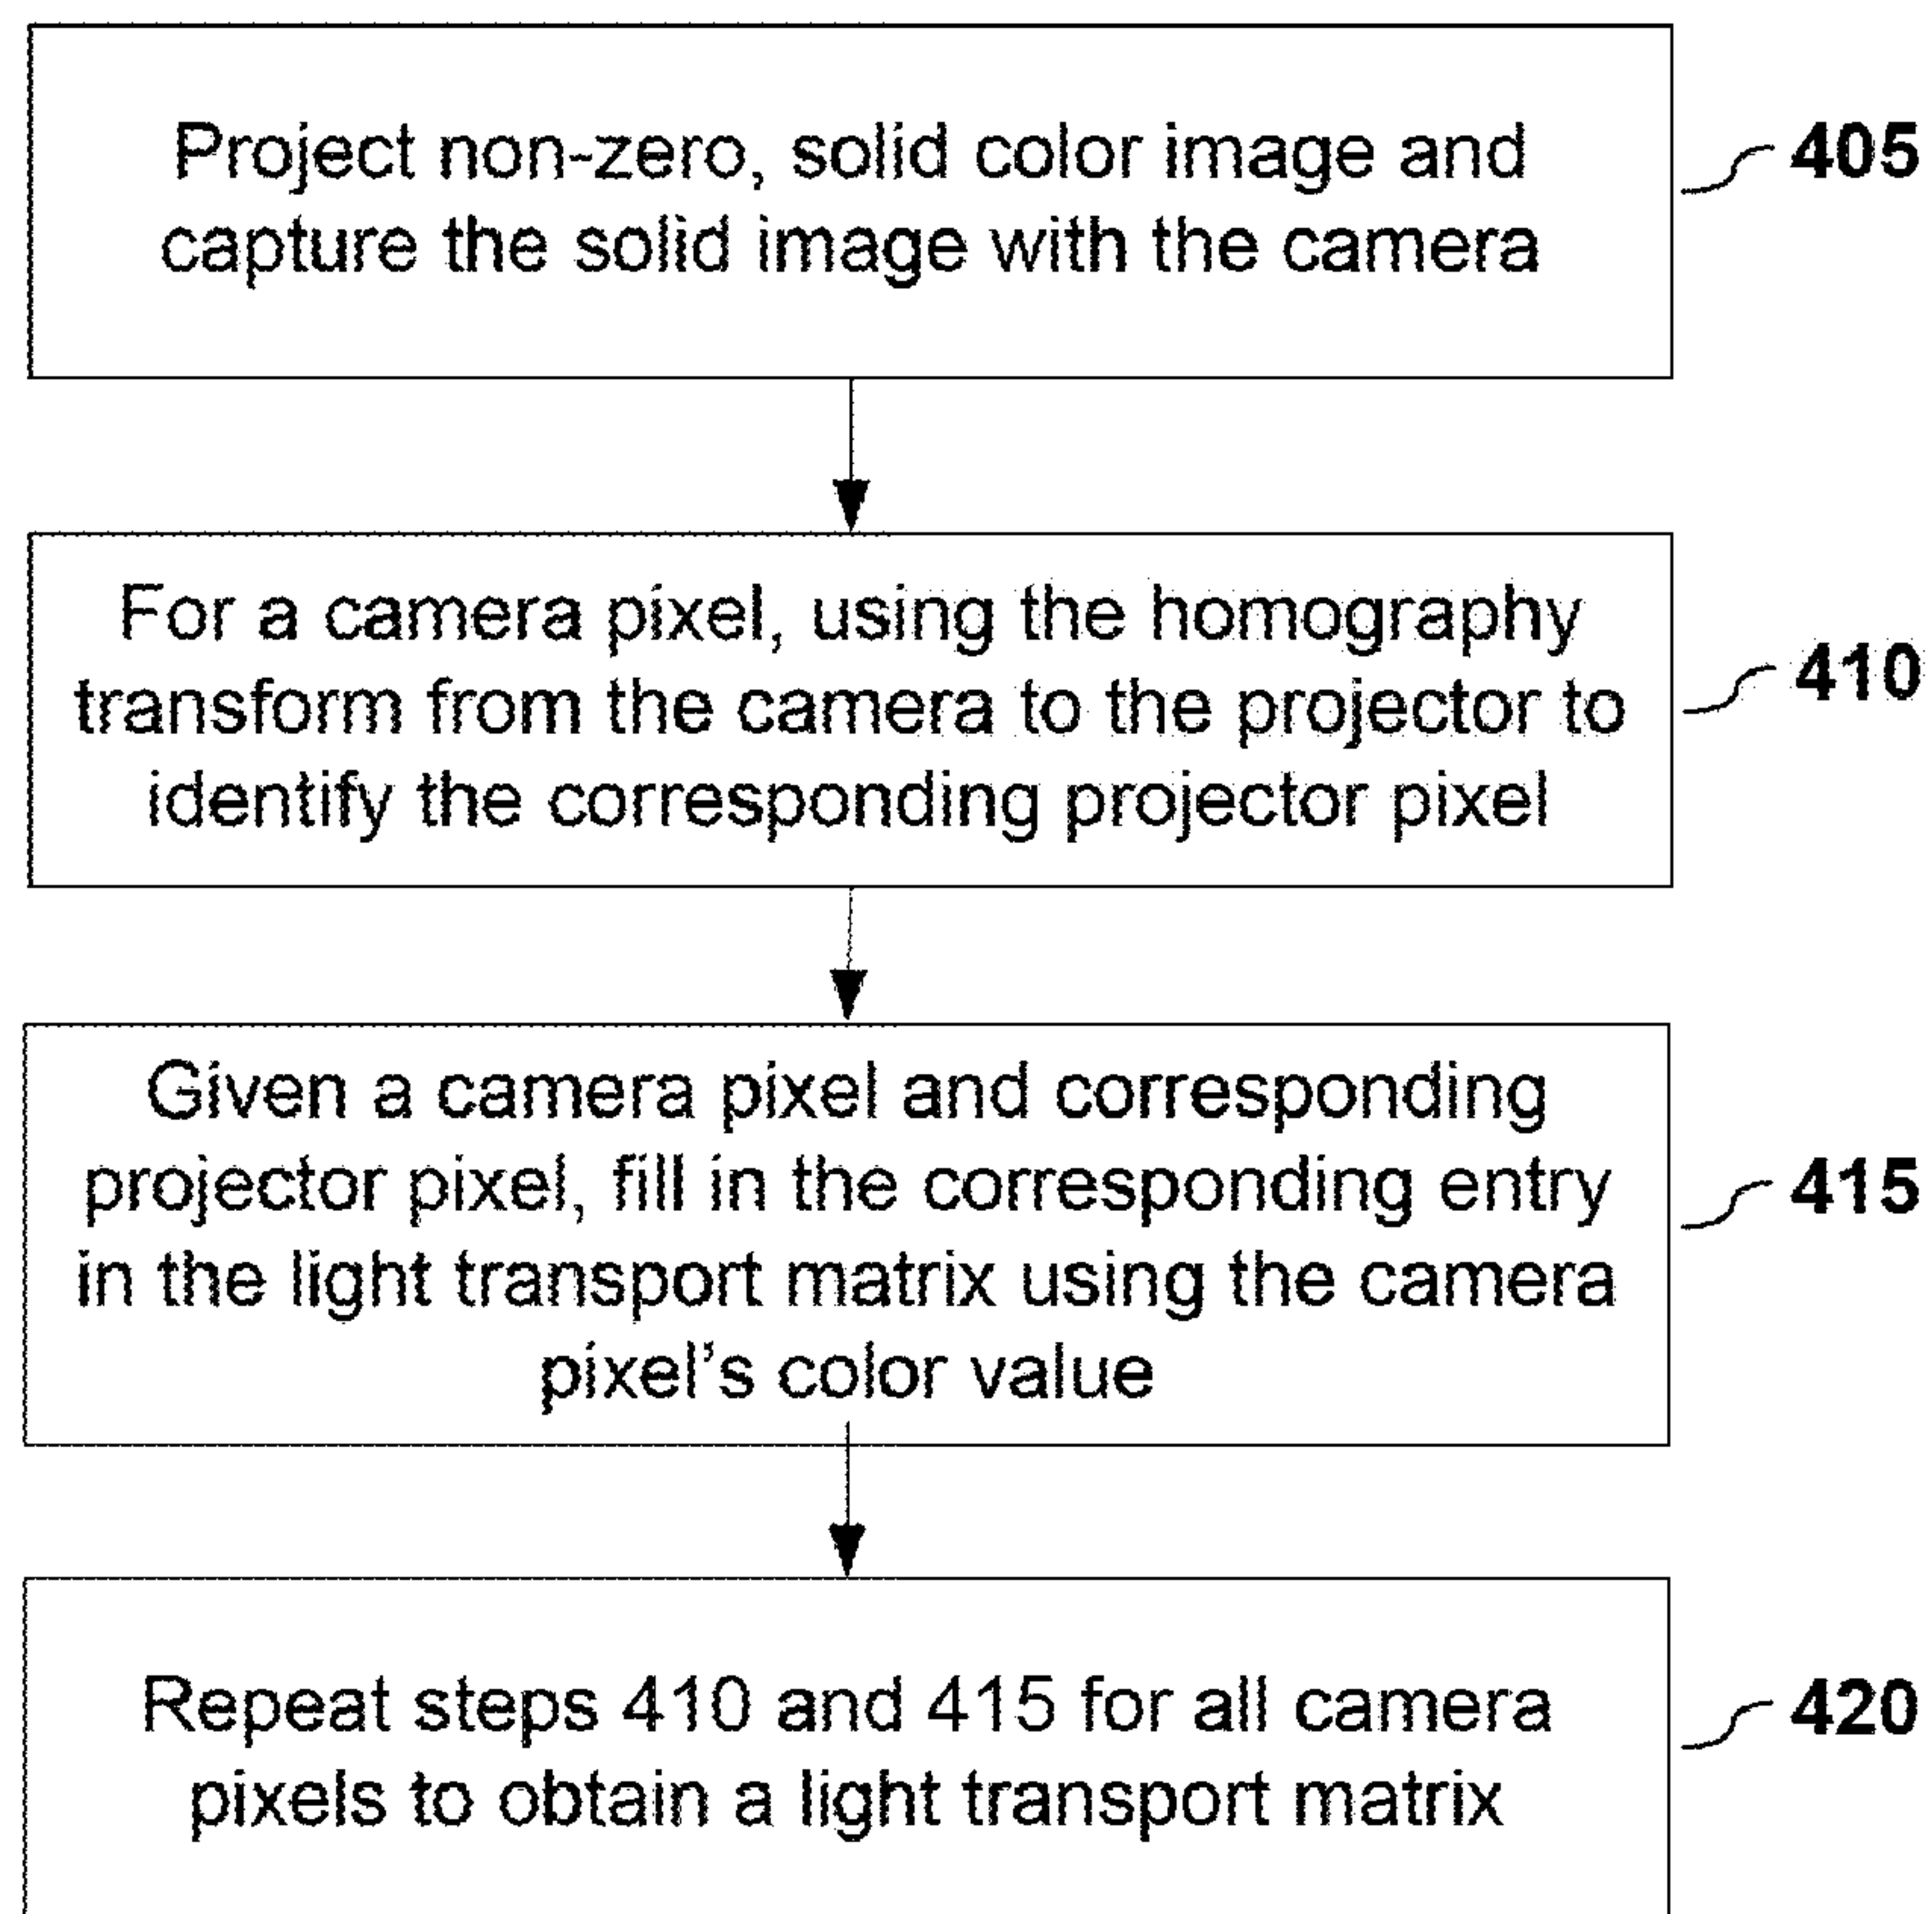 Project non-zero, solid color image and
capture the solid image with the camera
405
For a camera pixel, using the homography
transform from the camera to the projector to
identify the corresponding projector pixel
410
Given a camera pixel and corresponding
projector pixel, fill in the corresponding entry
in the light transport matrix using the camera
pixel's color value
415
Repeat steps 410 and 415 for all camera
pixels to obtain a light transport matrix
420